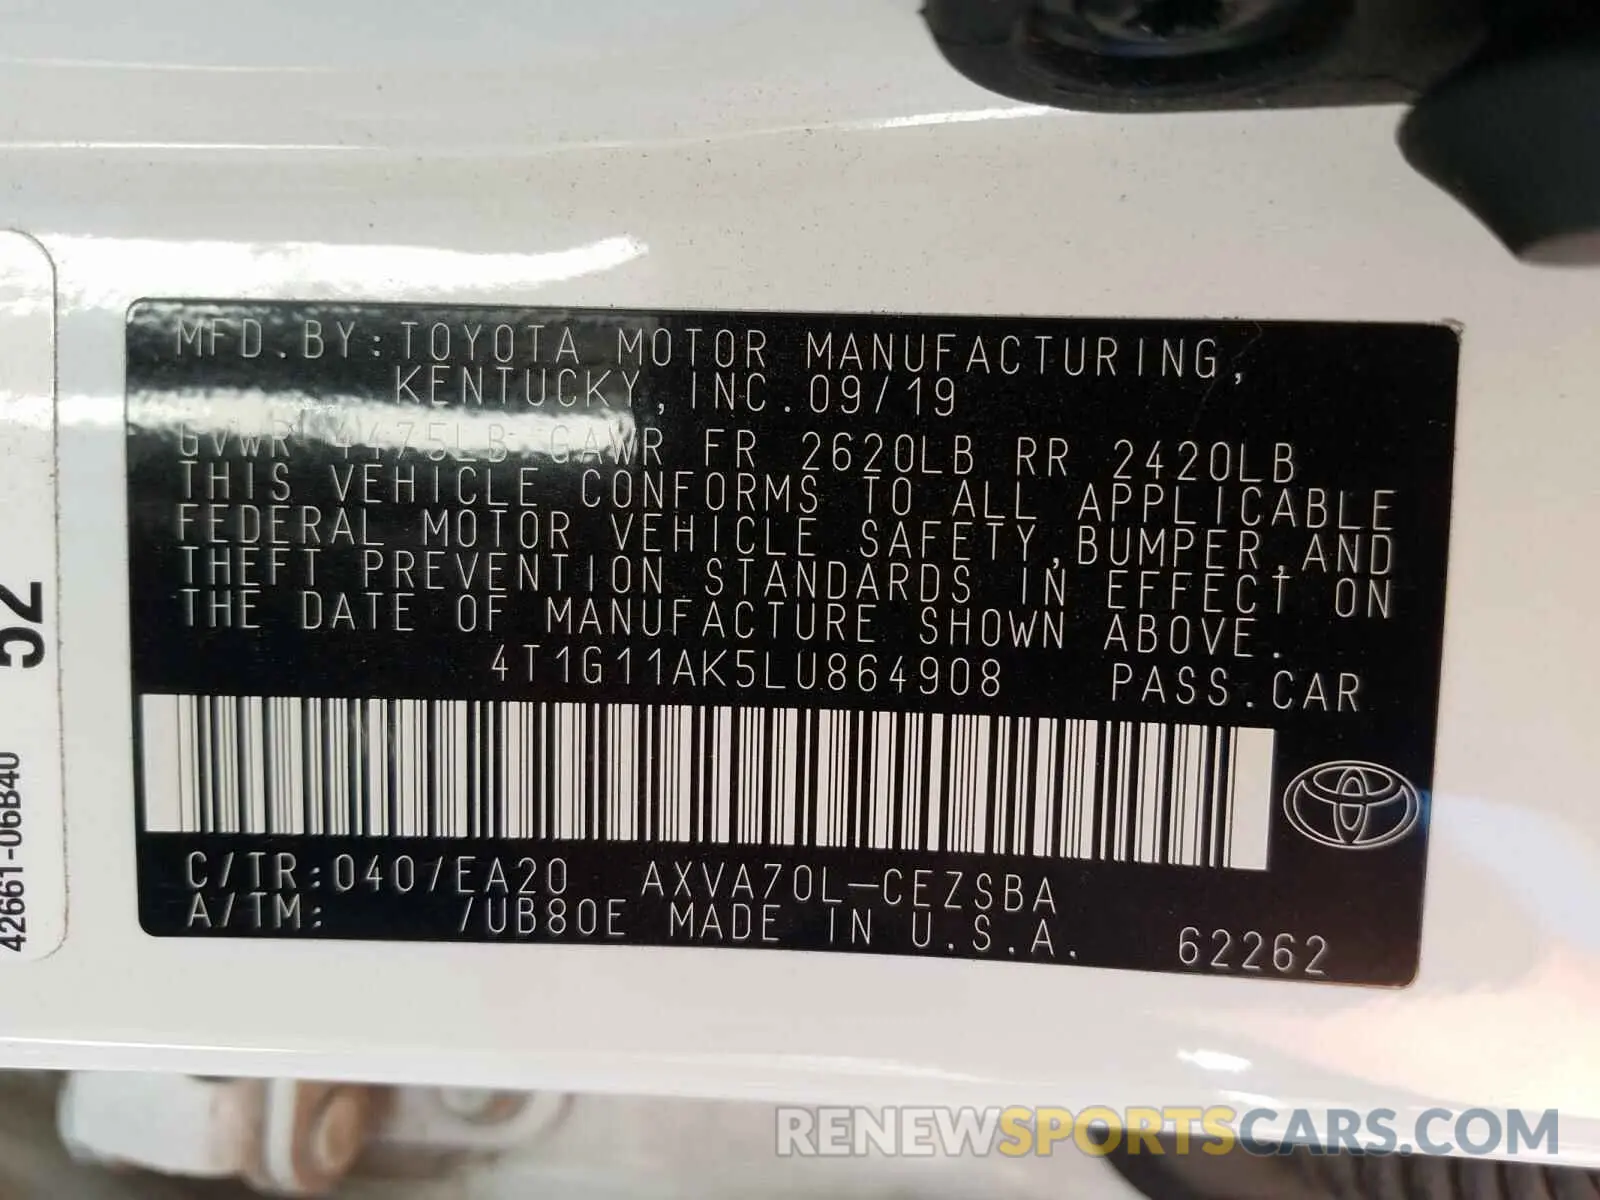 MFD.BY:TOYOTA MOTOR MANUFACTURING,
KENTUCKY,INC.09/19
GVWR 4475LB GAWR FR 2620LB RR 2420LB
THIS VEHICLE CONFORMS TO ALL APPLICABLE
FEDERAL MOTOR VEHICLE SAFETY,BUMPER,AND
THEFT PREVENTION STANDARDS IN EFFECT ON
THE DATE OF MANUFACTURE SHOWN ABOVE.
4T1G11AK5LU864908 PASS.CAR
C/TR:040/EA20 AXVA70L-CEZSBA
A/TM: /UB80E MADE IN U.S.A. 62262
52
42661-06B40
RENEWSPORTSCARS.COM